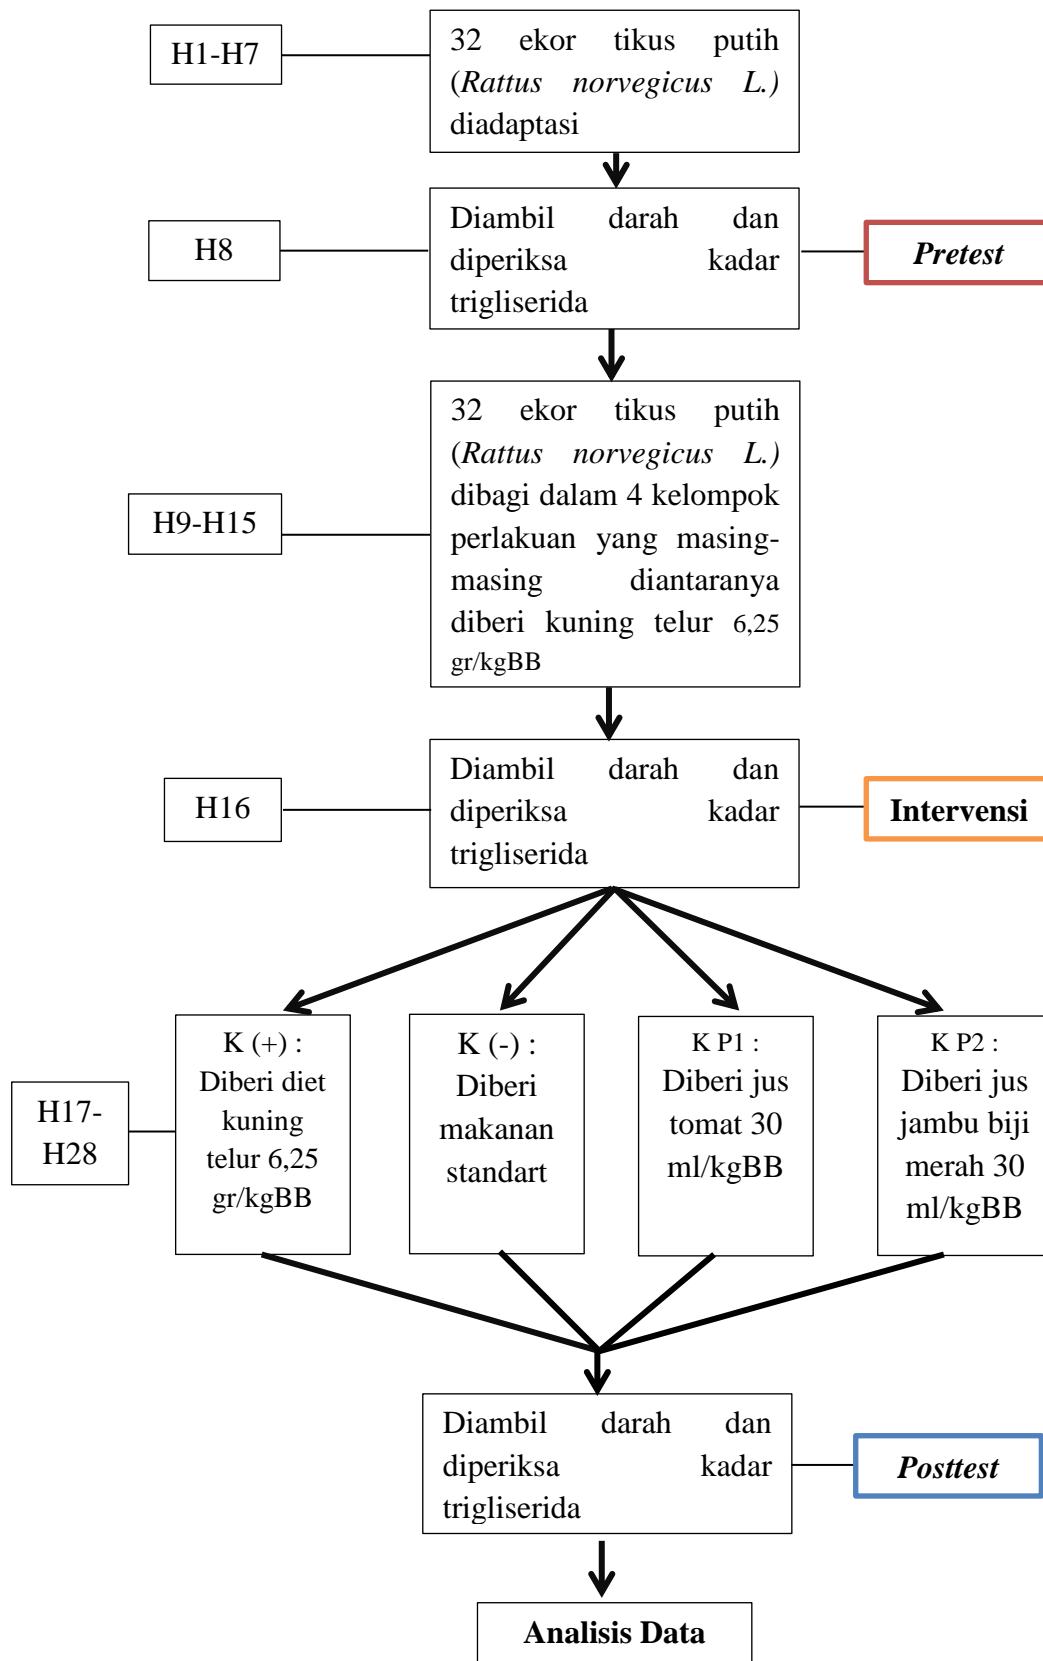 H1-H7
32 ekor tikus putih
(Rattus norvegicus L.)
diadaptasi
H8
Diambil darah dan
diperiksa kadar
trigliserida
Pretest
H9-H15
32 ekor tikus putih
(Rattus norvegicus L.)
dibagi dalam 4 kelompok
perlakuan yang masing-
masing diantaranya
diberi kuning telur 6,25
gr/kgBB
H16
Diambil darah dan
diperiksa kadar
trigliserida
Intervensi
H17-
H28
K (+) :
Diberi diet
kuning
telur 6,25
gr/kgBB
K (-) :
Diberi
makanan
standart
K P1 :
Diberi jus
tomat 30
ml/kgBB
K P2 :
Diberi jus
jambu biji
merah 30
ml/kgBB
Diambil darah dan
diperiksa kadar
trigliserida
Posttest
Analisis Data